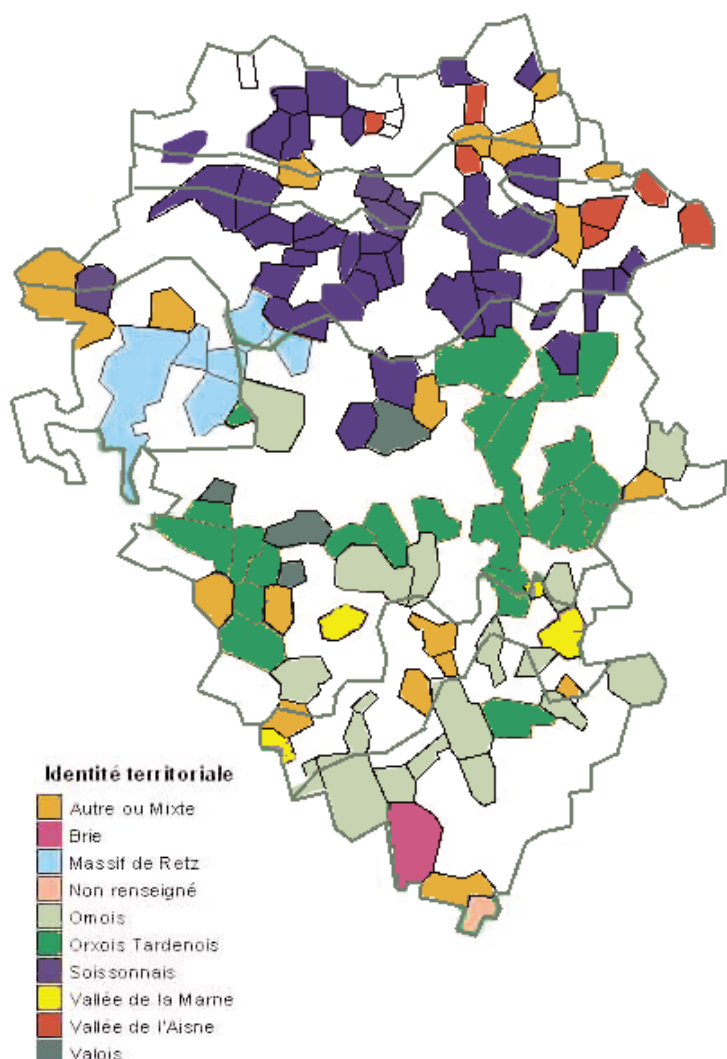 Identité territoriale
Autre ou Mixte
Brie
Massif de Retz
Non renseigné
Omois
Orxois Tardenois
Soissonnais
Vallée de la Marne
Vallée de l'Aisne
Valois